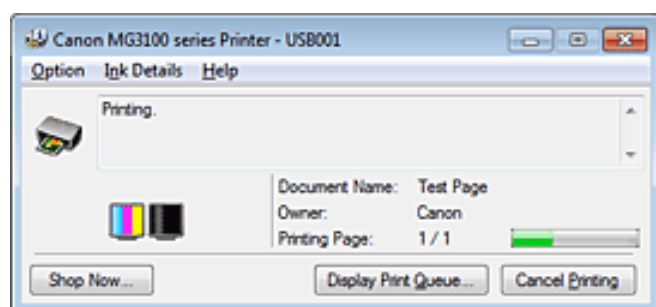 Canon MG3100 series Printer - USB001
Option Ink Details Help
Printing.
Document Name: Test Page
Owner: Canon
Printing Page: 1 / 1
Shop Now... Display Print Queue... Cancel Printing